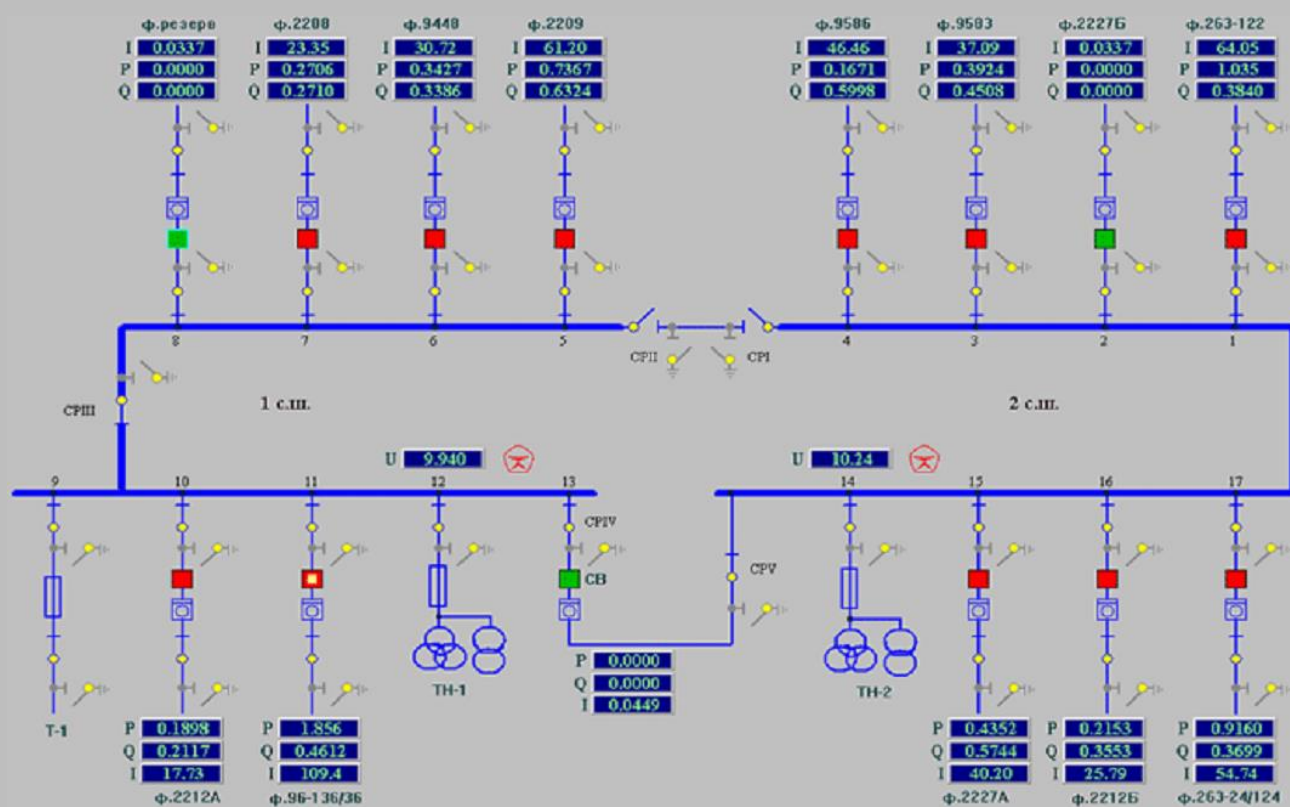 ф.резерв ф.2208 ф.9448 ф.2209 ф.9586 ф.9583 ф.2227Б ф.263-122
I 0.0337 I 23.35 I 30.72 I 61.20 I 46.46 I 37.09 I 0.0337 I 64.05
P 0.0000 P 0.2706 P 0.3427 P 0.7367 P 0.1671 P 0.3924 P 0.0000 P 1.035
Q 0.0000 Q 0.2710 Q 0.3386 Q 0.6324 Q 0.5998 Q 0.4508 Q 0.0000 Q 0.3840
8 7 6 5 4 3 2 1
СРII СРI
СРIII 1 с.ш. 2 с.ш.
U 9.940 U 10.24
9 10 11 12 13 14 15 16 17
СРIV
СВ СРV
ТН-1 ТН-2
P 0.0000
Q 0.0000
I 0.0449
Т-1
P 0.1898 P 1.856 P 0.4352 P 0.2153 P 0.9160
Q 0.2117 Q 0.4612 Q 0.5744 Q 0.3553 Q 0.3699
I 17.73 I 109.4 I 40.20 I 25.79 I 54.74
ф.2212А ф.96-136/36 ф.2227А ф.2212Б ф.263-24/124